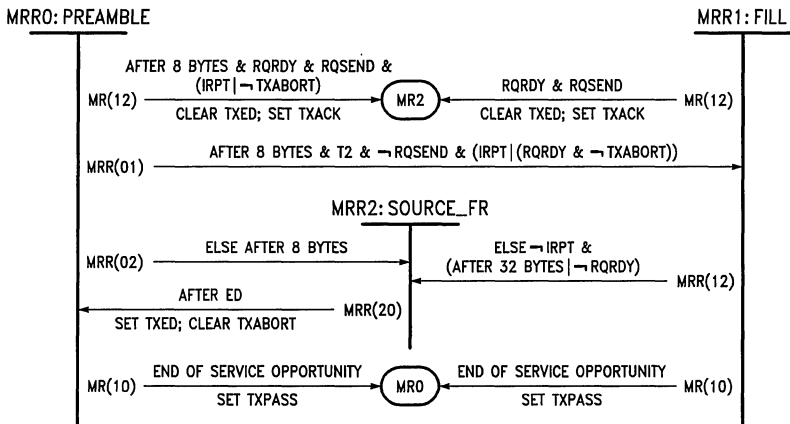 MRR0: PREAMBLE
MRR1: FILL
AFTER 8 BYTES & RQRDY & RQSEND &
(IRPT|¬TXABORT)
MR(12)
CLEAR TXED; SET TXACK
MR2
RQRDY & RQSEND
CLEAR TXED; SET TXACK
MR(12)
AFTER 8 BYTES & T2 & ¬RQSEND & (IRPT|(RQRDY & ¬TXABORT))
MRR(01)
MRR2: SOURCE_FR
ELSE AFTER 8 BYTES
MRR(02)
ELSE ¬IRPT &
(AFTER 32 BYTES|¬RQRDY)
MRR(12)
AFTER ED
MRR(20)
SET TXED; CLEAR TXABORT
END OF SERVICE OPPORTUNITY
MR(10)
SET TXPASS
MR0
END OF SERVICE OPPORTUNITY
SET TXPASS
MR(10)